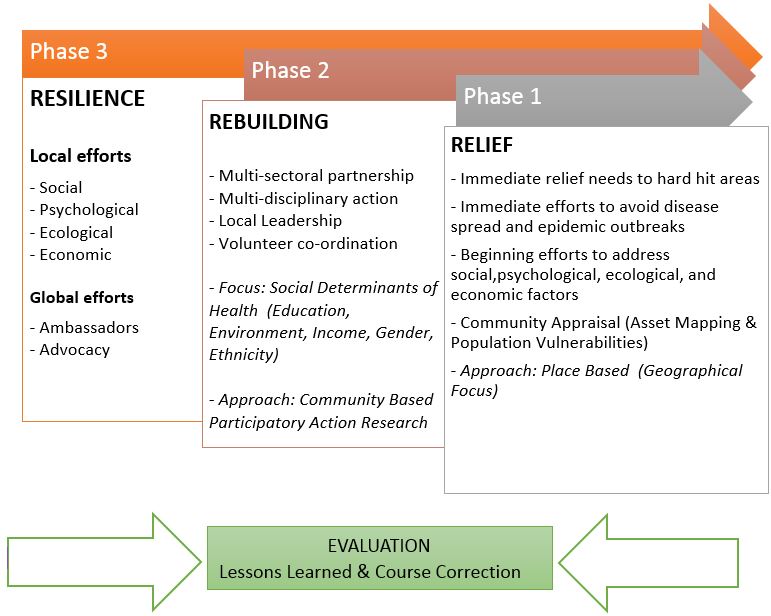 Phase 3
RESILIENCE
Local efforts
- Social
- Psychological
- Ecological
- Economic
Global efforts
- Ambassadors
- Advocacy
Phase 2
REBUILDING
- Multi-sectoral partnership
- Multi-disciplinary action
- Local Leadership
- Volunteer co-ordination
- Focus: Social Determinants of
Health (Education,
Environment, Income, Gender,
Ethnicity)
- Approach: Community Based
Participatory Action Research
Phase 1
RELIEF
- Immediate relief needs to hard hit areas
- Immediate efforts to avoid disease
spread and epidemic outbreaks
- Beginning efforts to address
social,psychological, ecological, and
economic factors
- Community Appraisal (Asset Mapping &
Population Vulnerabilities)
- Approach: Place Based (Geographical
Focus)
EVALUATION
Lessons Learned & Course Correction